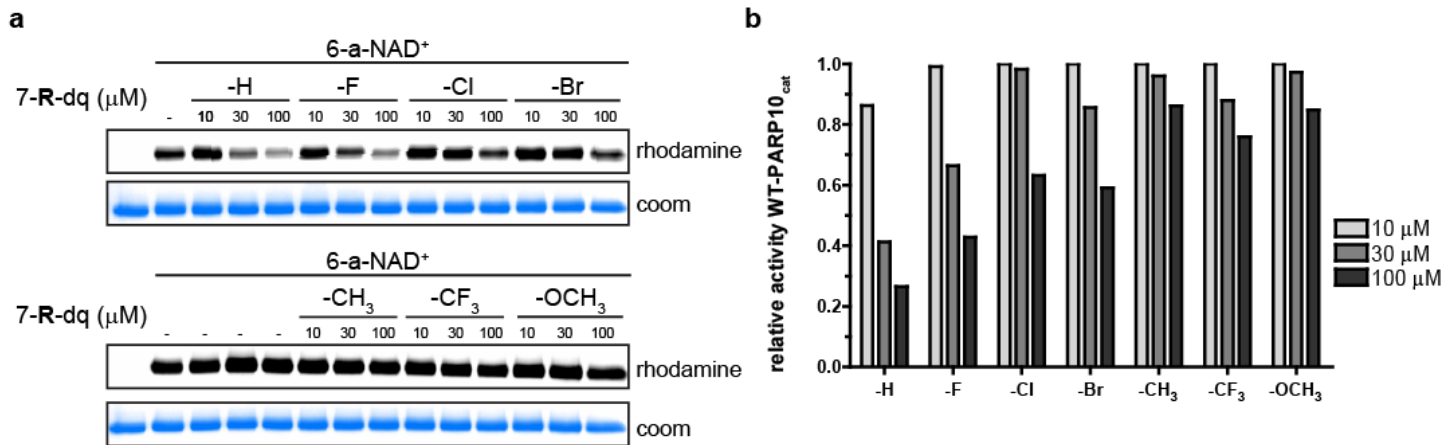 a
6-a-NAD⁺
-H -F -Cl -Br
7-R-dq (μM)
- 10 30 100 10 30 100 10 30 100 10 30 100
rhodamine
coom
6-a-NAD⁺
-CH₃ -CF₃ -OCH₃
7-R-dq (μM)
- - - - 10 30 100 10 30 100 10 30 100
rhodamine
coom
b
relative activity WT-PARP10cat
1.0
0.8
0.6
0.4
0.2
0.0
-H -F -Cl -Br -CH₃ -CF₃ -OCH₃
10 μM
30 μM
100 μM